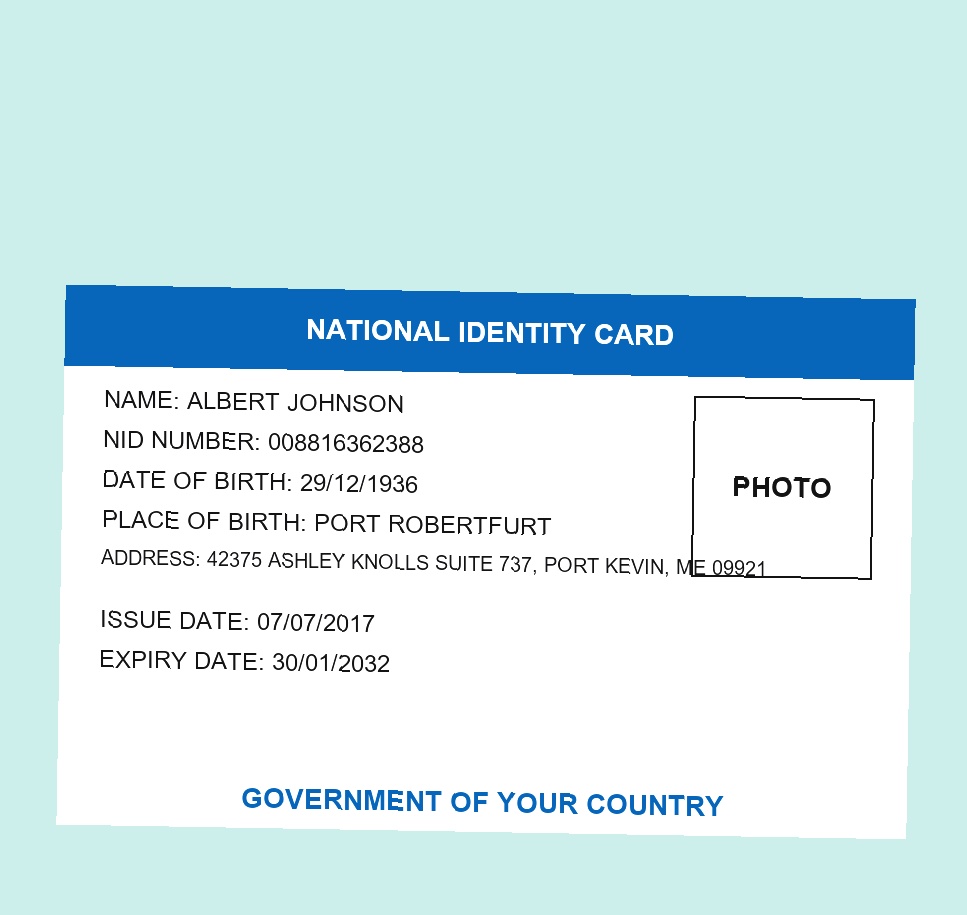 NATIONAL IDENTITY CARD
NAME: ALBERT JOHNSON
NID NUMBER: 008816362388
DATE OF BIRTH: 29/12/1936
PLACE OF BIRTH: PORT ROBERTFURT
ADDRESS: 42375 ASHLEY KNOLLS SUITE 737, PORT KEVIN, ME 09921
PHOTO
ISSUE DATE: 07/07/2017
EXPIRY DATE: 30/01/2032
GOVERNMENT OF YOUR COUNTRY